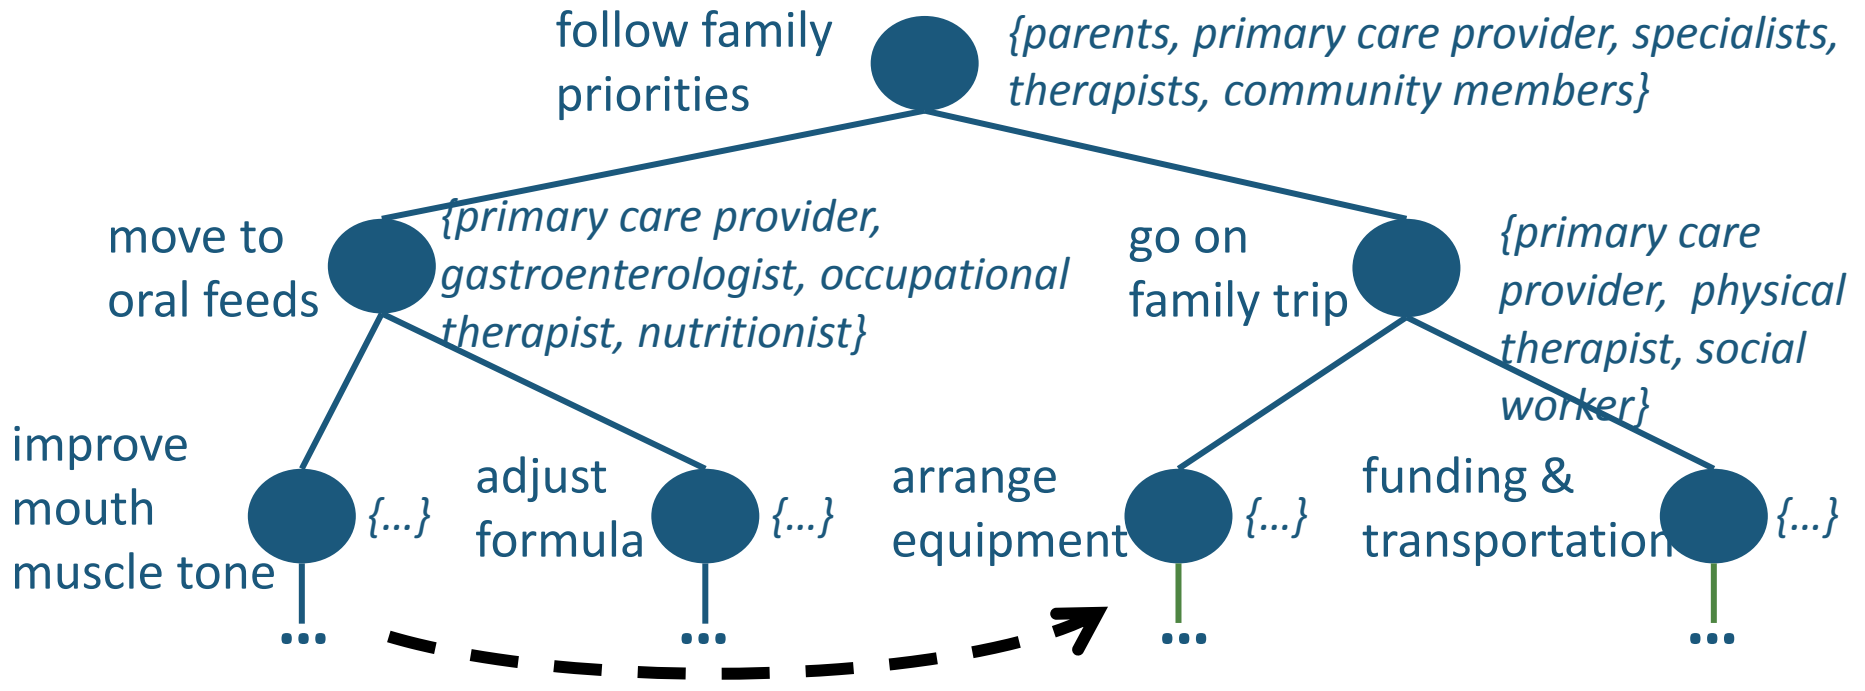 follow family
priorities
{parents, primary care provider, specialists,
therapists, community members}
move to
oral feeds
{primary care provider,
gastroenterologist, occupational
therapist, nutritionist}
go on
family trip
{primary care
provider, physical
therapist, social
worker}
improve
mouth
muscle tone
{...}
adjust
formula
{...}
arrange
equipment
{...}
funding &
transportation
{...}
...
...
...
...